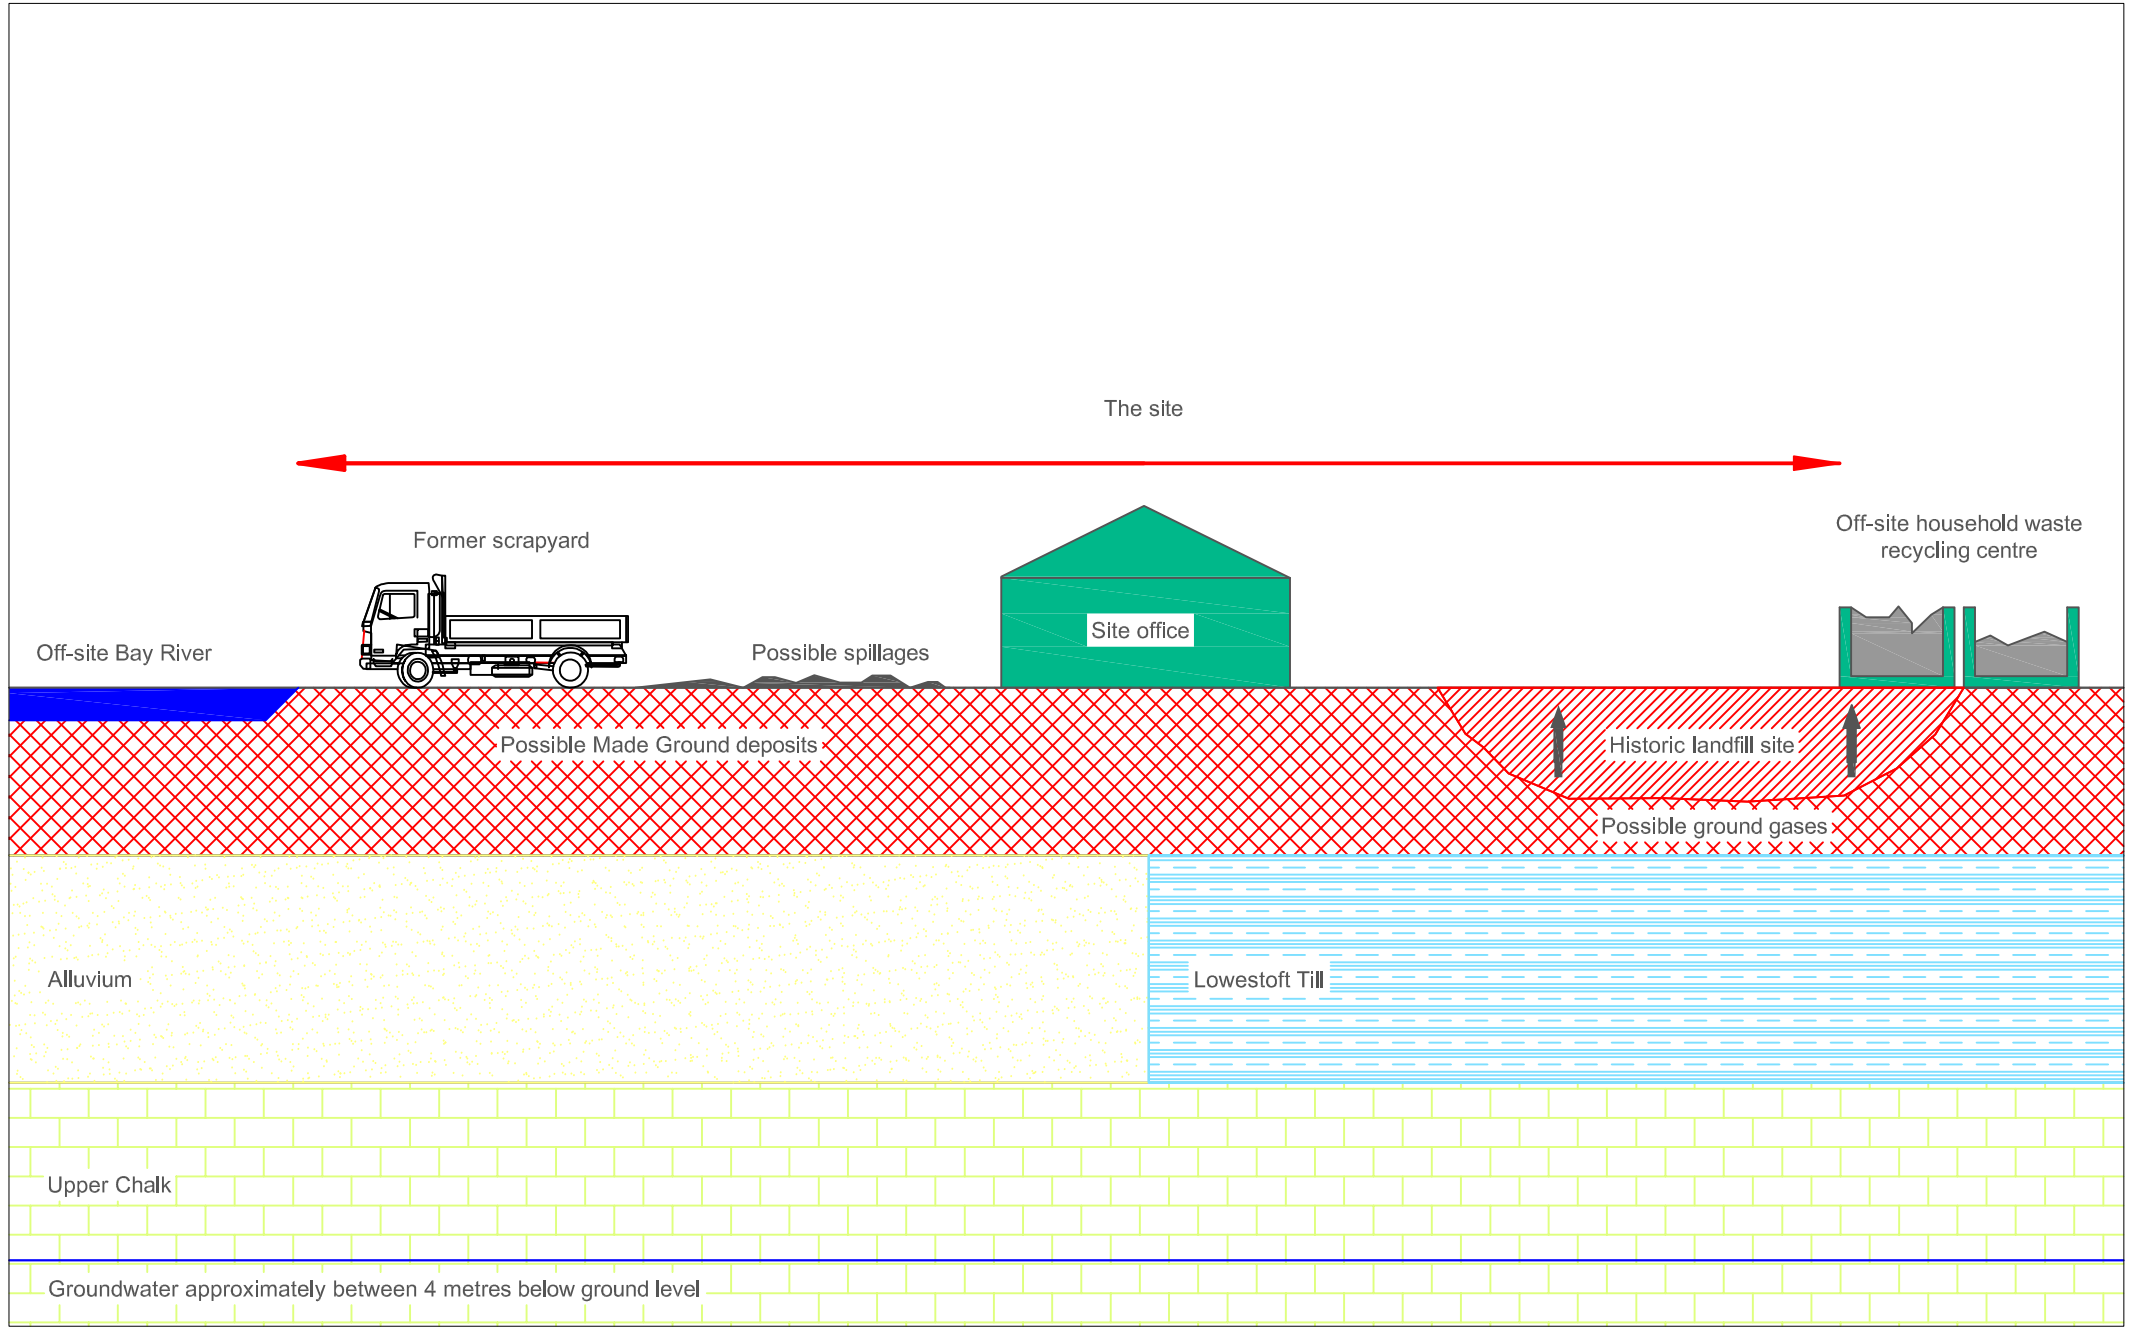 The site
Off-site household waste
recycling centre
Former scrapyard
Site office
Off-site Bay River
Possible spillages
Possible Made Ground deposits
Historic landfill site
Possible ground gases
Alluvium
Lowestoft Till
Upper Chalk
Groundwater approximately between 4 metres below ground level